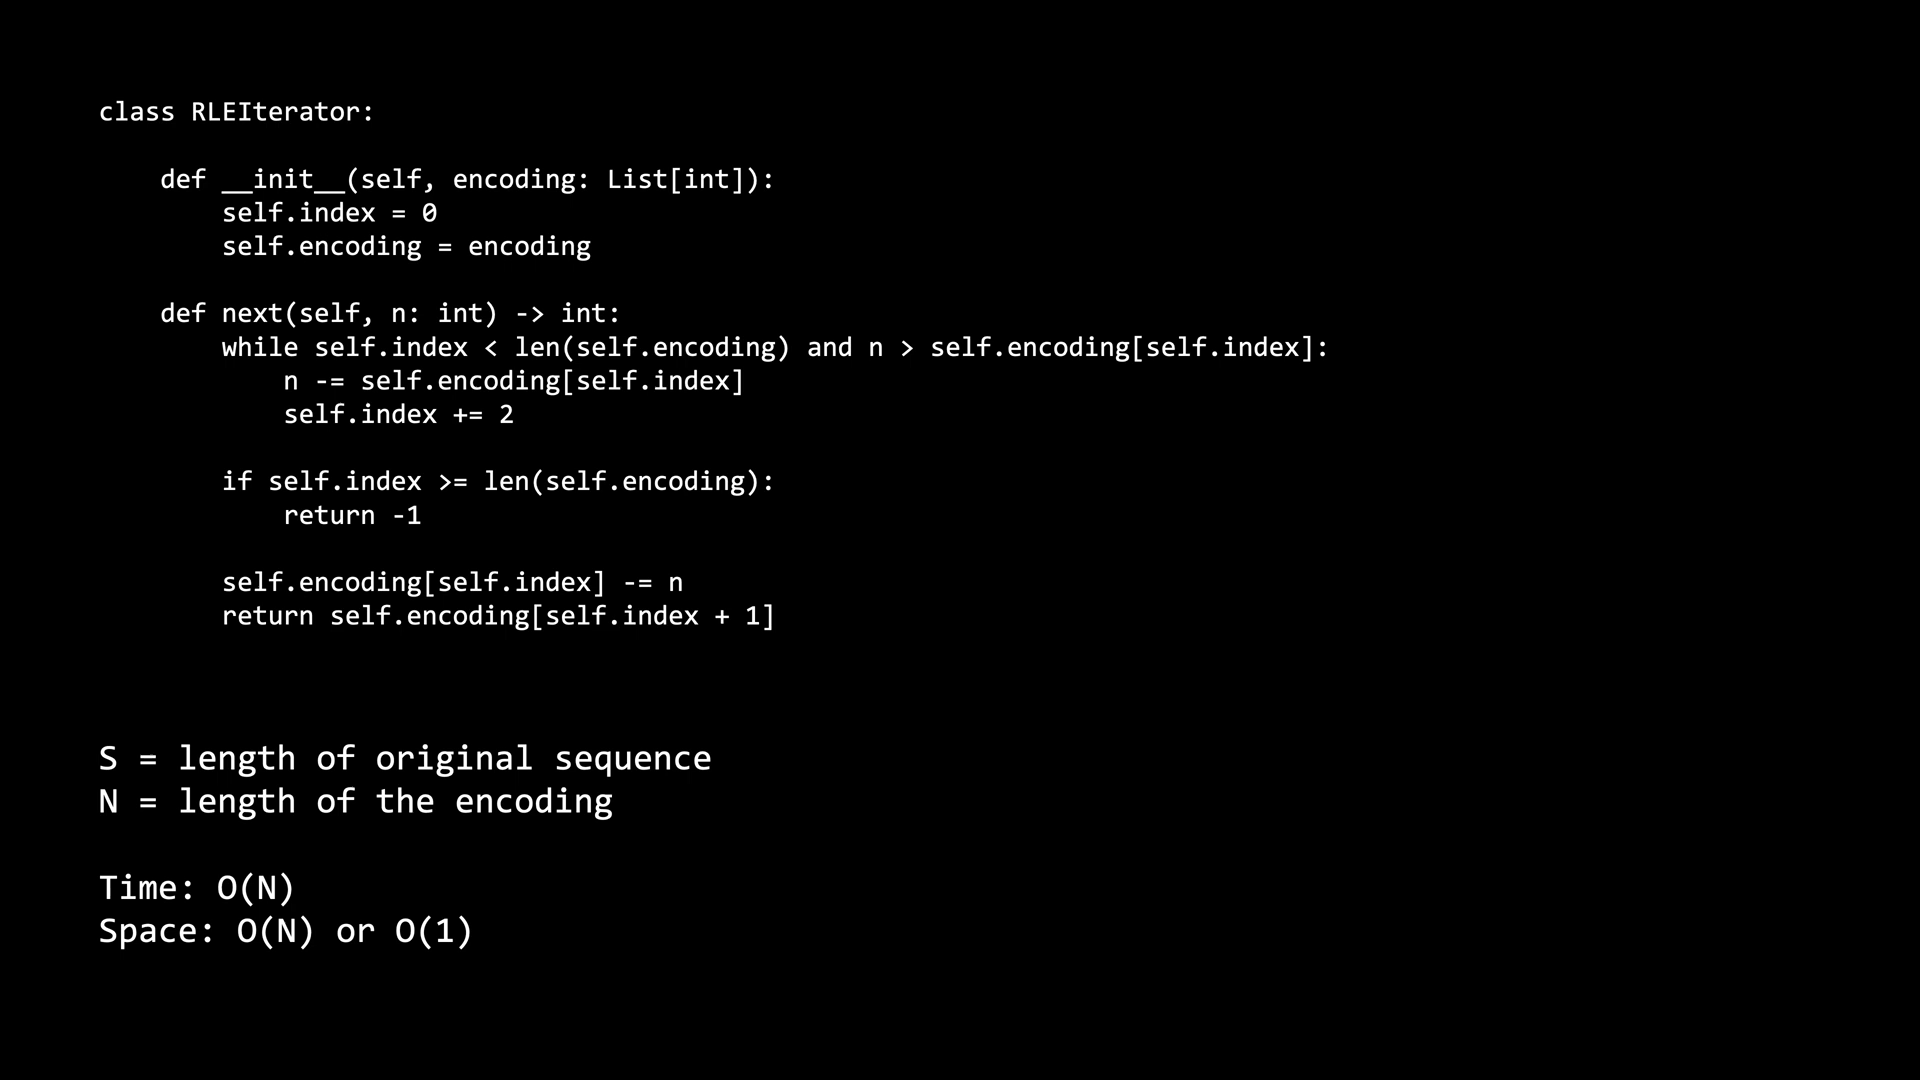 class RLEIterator:
def __init__(self, encoding: List[int]):
self.index = 0
self.encoding = encoding
def next(self, n: int) -> int:
while self.index < len(self.encoding) and n > self.encoding[self.index]:
n -= self.encoding[self.index]
self.index += 2
if self.index >= len(self.encoding):
return -1
self.encoding[self.index] -= n
return self.encoding[self.index + 1]
S = length of original sequence
N = length of the encoding
Time: O(N)
Space: O(N) or O(1)